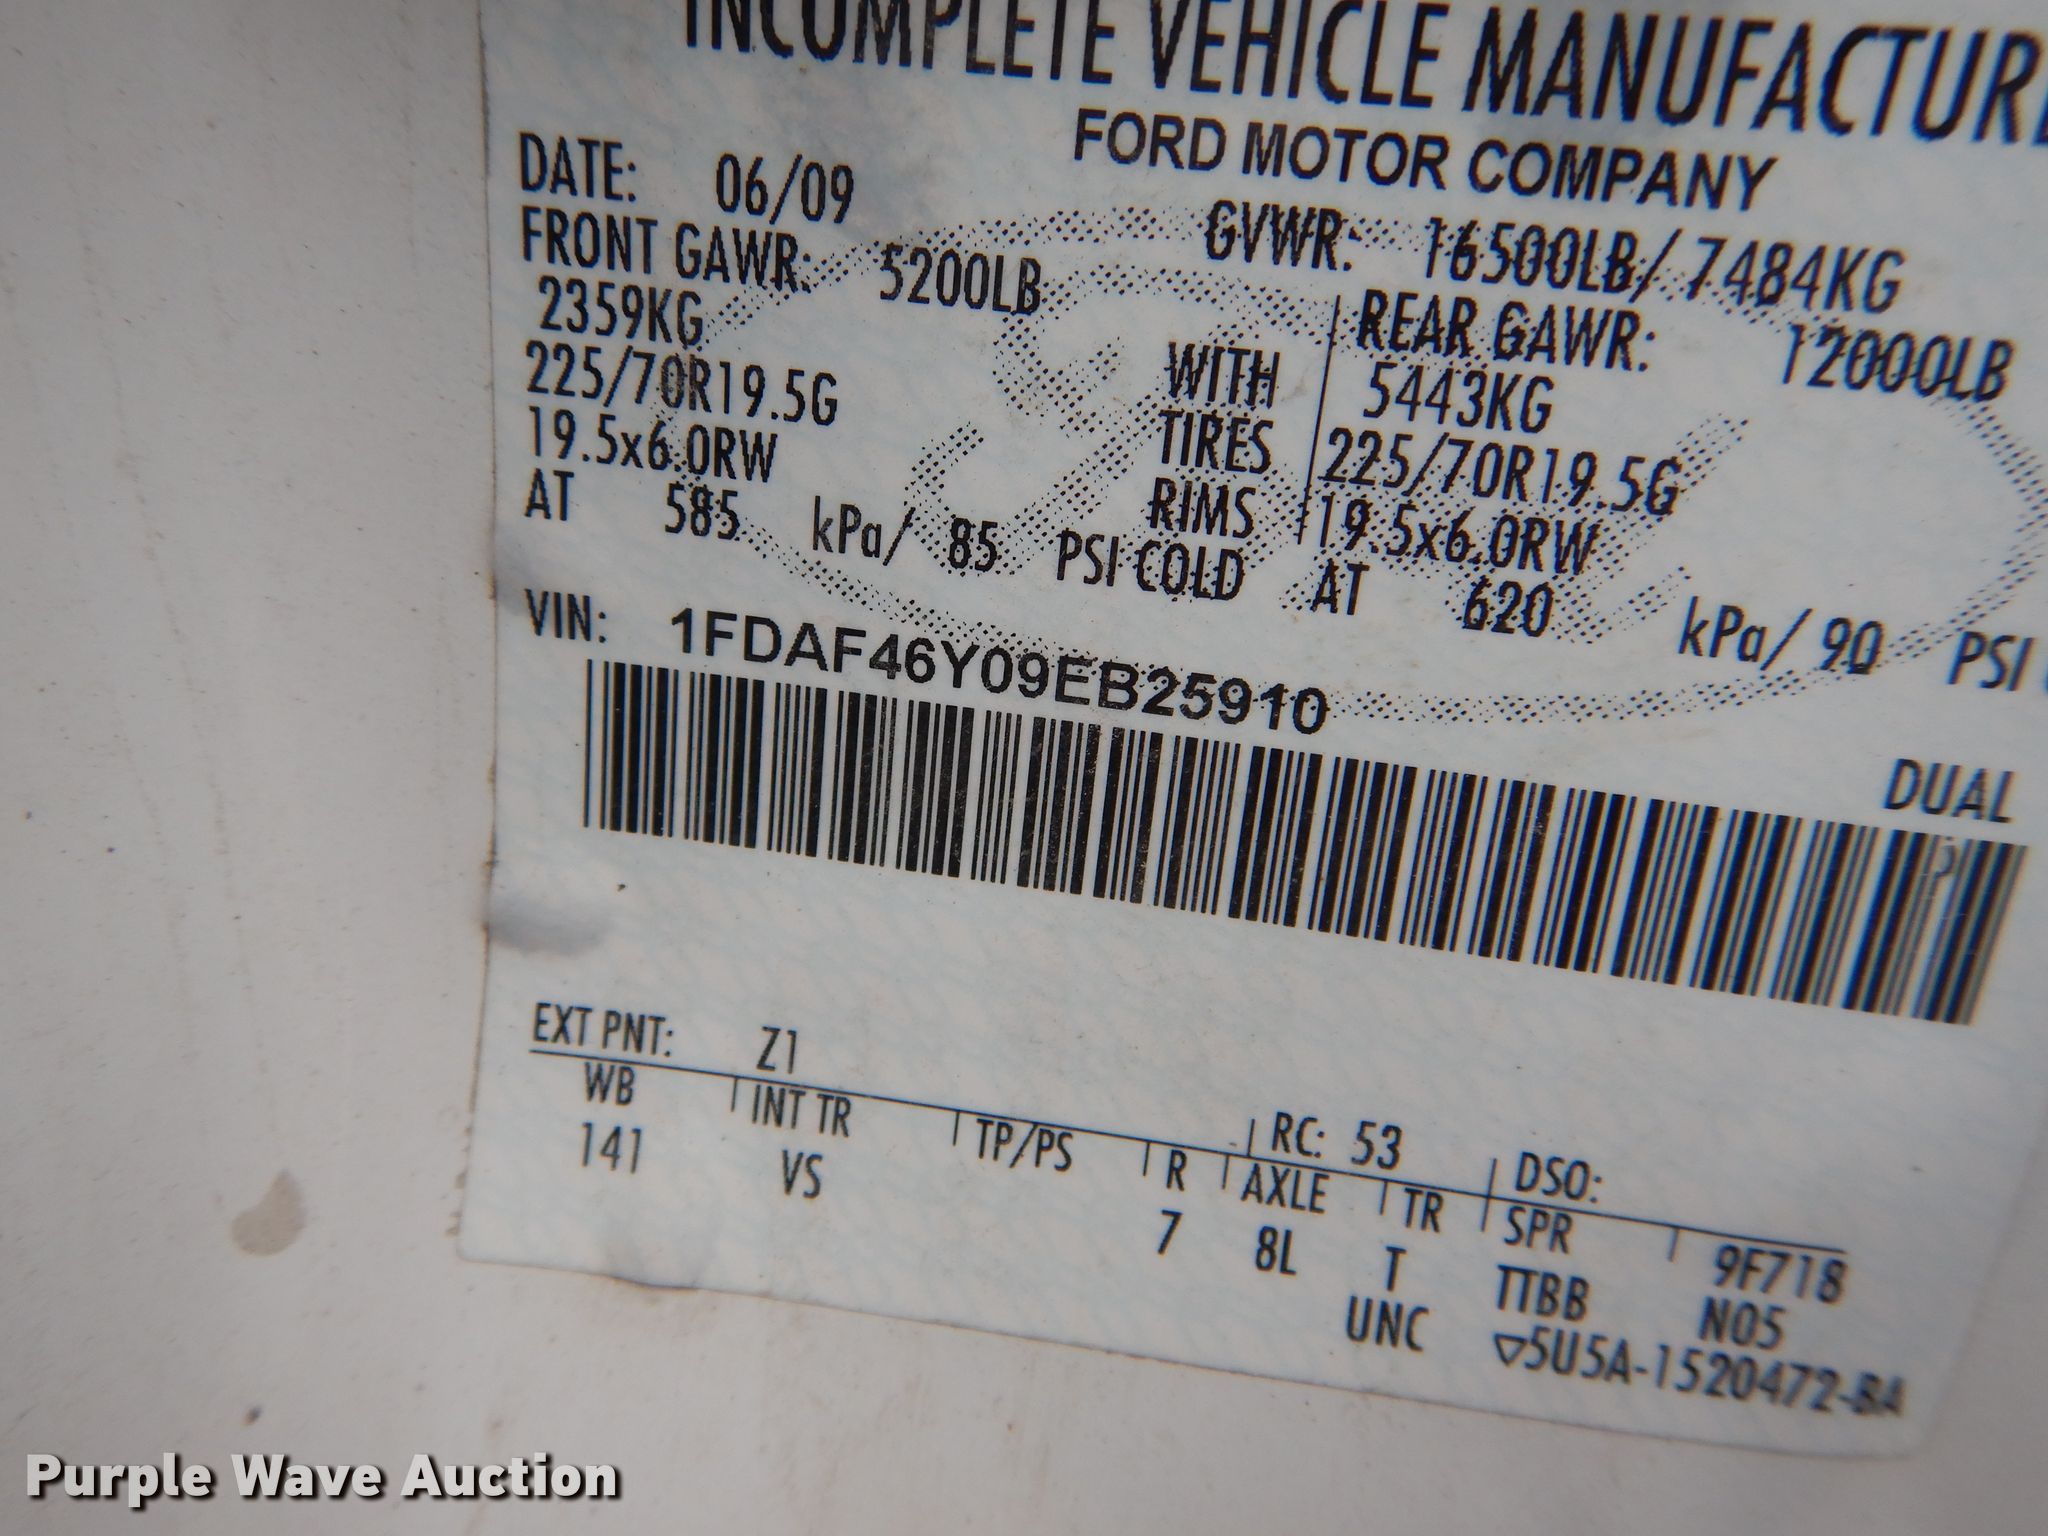 INCOMPLETE VEHICLE MANUFACTURE
FORD MOTOR COMPANY
DATE: 06/09 GVWR: 16500LB/ 7484KG
FRONT GAWR: 5200LB REAR GAWR: 12000LB
2359KG WITH 5443KG
225/70R19.5G TIRES 225/70R19.5G
19.5x6.0RW RIMS 19.5x6.0RW
AT 585 kPa/ 85 PSI COLD AT 620 kPa/ 90 PSI
VIN: 1FDAF46Y09EB25910
DUAL
EXT PNT: Z1 RC: 53 DSO:
WB INT TR TP/PS R AXLE TR SPR 9F718
141 VS 7 8L T TTBB N05
UNC ▽5U5A-1520472-BA
Purple Wave Auction